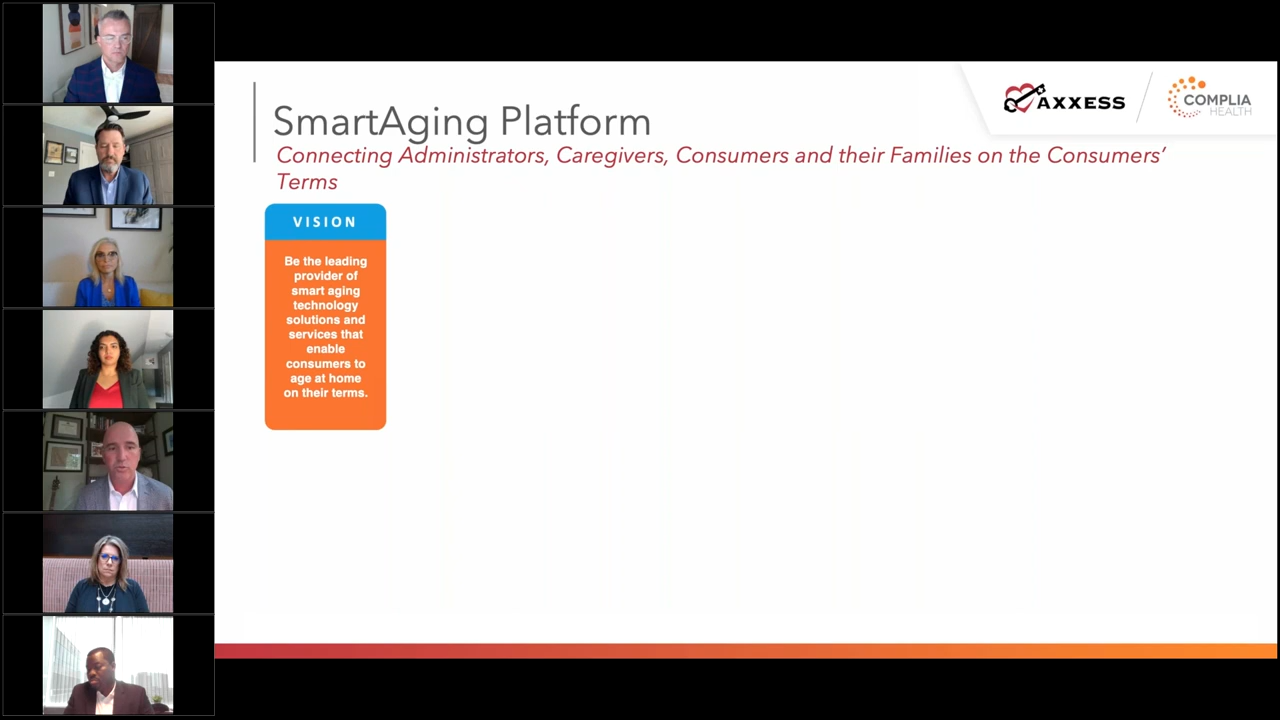 SmartAging Platform
Connecting Administrators, Caregivers, Consumers and their Families on the Consumers’
Terms
AXXESS
COMPLIA
HEALTH
VISION
Be the leading
provider of
smart aging
technology
solutions and
services that
enable
consumers to
age at home
on their terms.